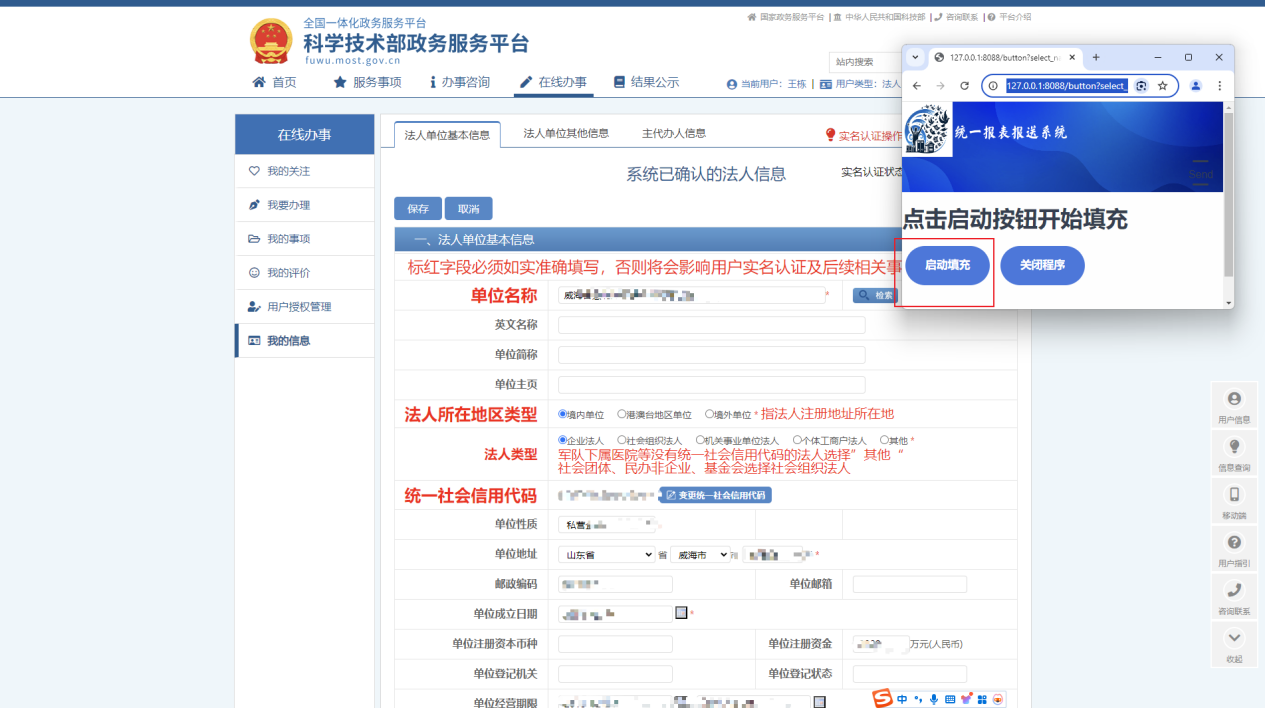 国家政务服务平台 | 中华人民共和国科技部 | 咨询联系 | 平台介绍
全国一体化政务服务平台
科学技术部政务服务平台
fuwu.most.gov.cn
站内搜索
首页 服务事项 办事咨询 在线办事 结果公示
当前用户：王栋 | 用户类型：法人
127.0.0.1:8088/button?select_n
127.0.0.1:8088/button?select_
统一报表报送系统
Send
点击启动按钮开始填充
启动填充 关闭程序
在线办事
我的关注
我要办理
我的事项
我的评价
用户授权管理
我的信息
法人单位基本信息 法人单位其他信息 主代办人信息 实名认证操作
系统已确认的法人信息 实名认证状态
保存 取消
一、法人单位基本信息
标红字段必须如实准确填写，否则将会影响用户实名认证及后续相关事
单位名称 威海 * 检索
英文名称
单位简称
单位主页
法人所在地区类型 境内单位 港澳台地区单位 境外单位 * 指法人注册地址所在地
法人类型 企业法人 社会组织法人 机关事业单位法人 个体工商户法人 其他 *
军队下属医院等没有统一社会信用代码的法人选择”其他“
社会团体、民办非企业、基金会选择社会组织法人
统一社会信用代码 变更统一社会信用代码
单位性质 私营
单位地址 山东省 省 威海市 *
邮政编码 单位邮箱
单位成立日期 *
单位注册资本币种 单位注册资金 万元(人民币)
单位登记机关 单位登记状态
单位经营期限
用户信息
信息查询
移动端
用户指引
咨询联系
收起
中